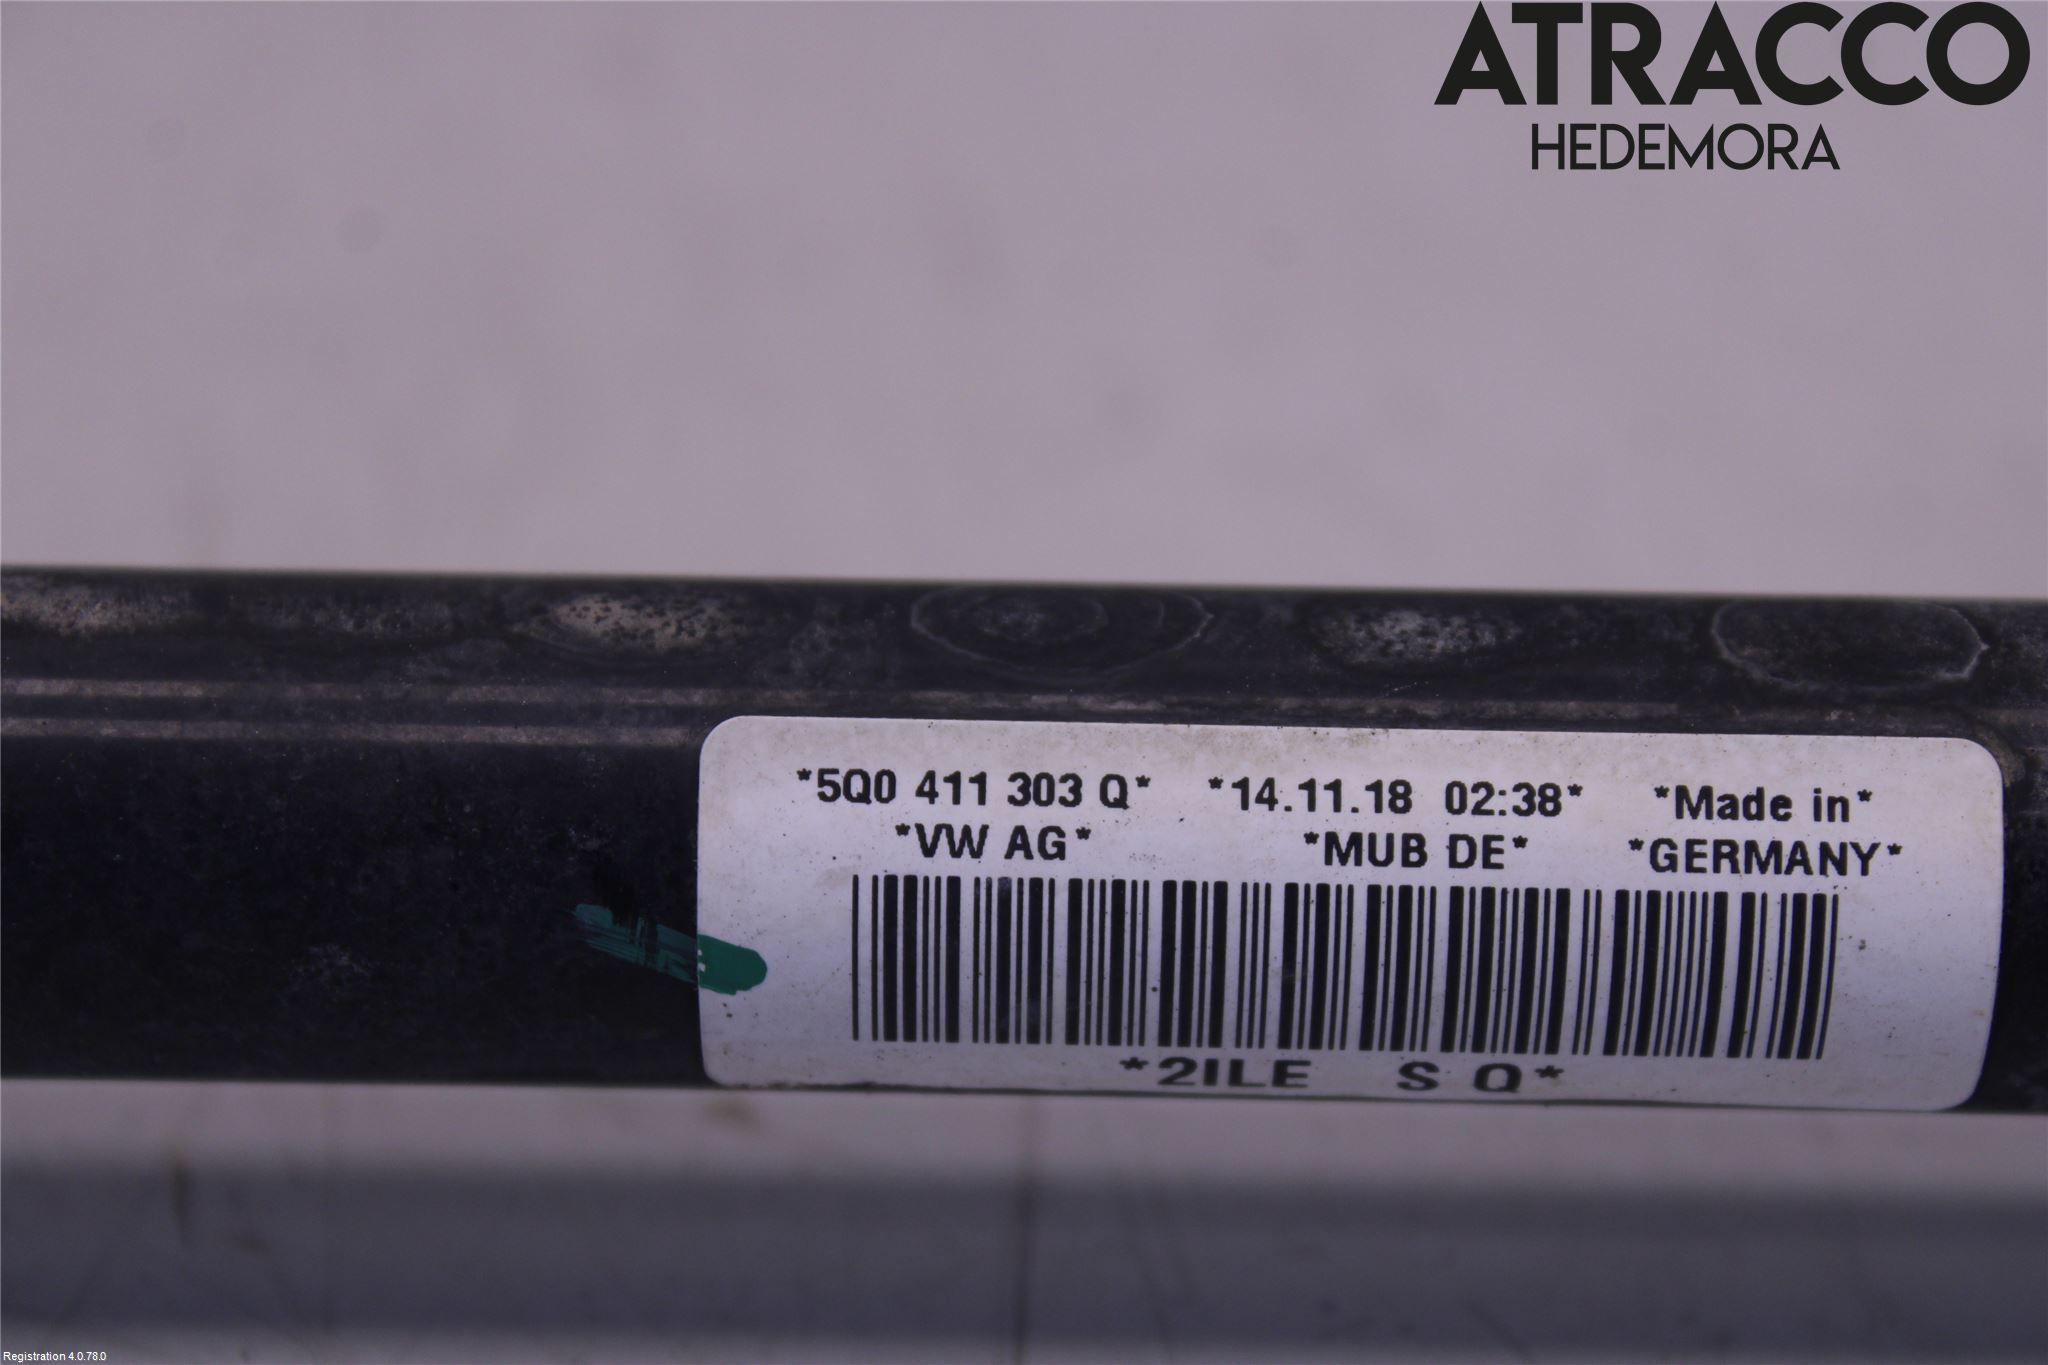 ATRACCO
HEDEMORA
*5Q0 411 303 Q* *14.11.18 02:38* *Made in*
*VW AG* *MUB DE* *GERMANY*
*2ILE S Q*
Registration 4.0.78.0